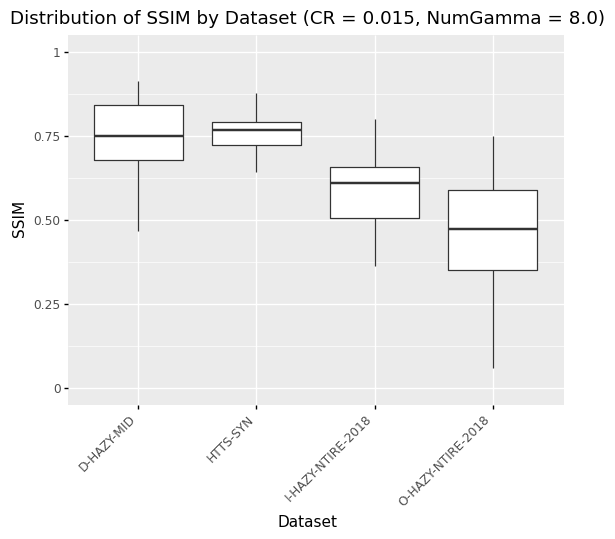 Distribution of SSIM by Dataset (CR = 0.015, NumGamma = 8.0)
1
0.75
0.50
0.25
0
SSIM
D-HAZY-MID
HTTS-SYN
I-HAZY-NTIRE-2018
O-HAZY-NTIRE-2018
Dataset